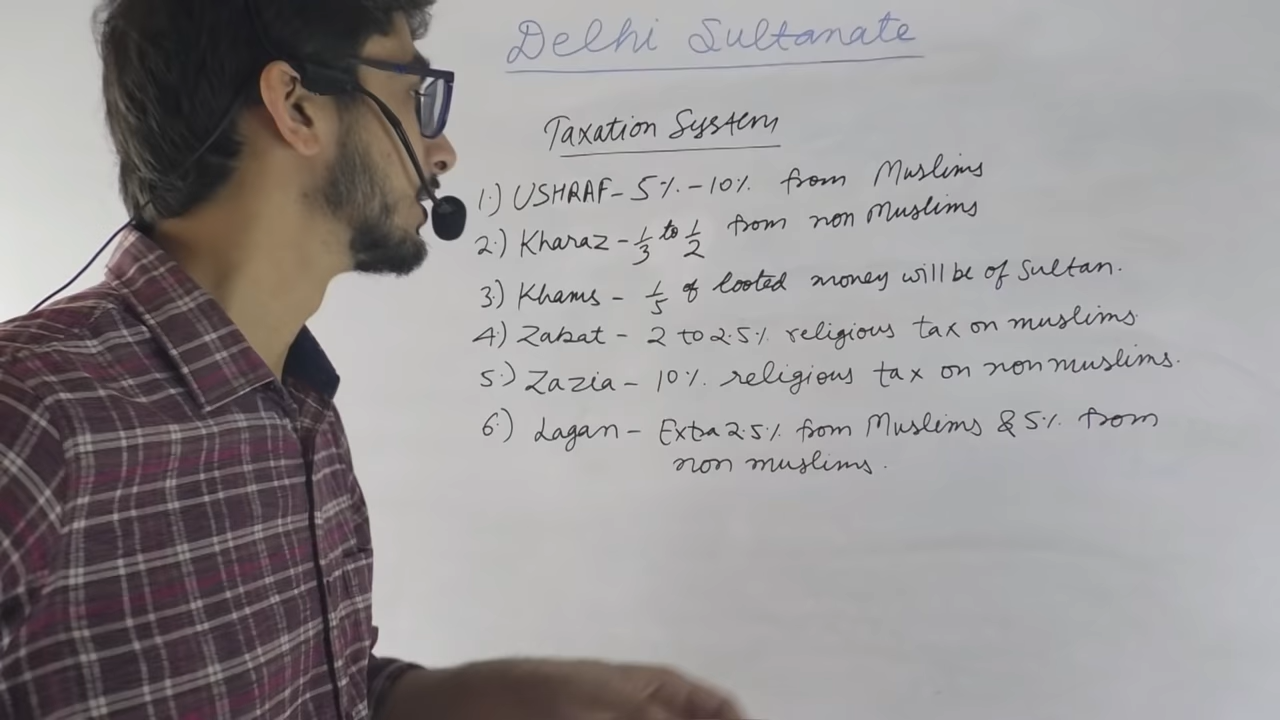 Delhi Sultanate
Taxation System
1.) USHRAF - 5% - 10% from Muslims
2.) Kharaz - 1/3 to 1/2 from non Muslims
3.) Khams - 1/5 of looted money will be of Sultan.
4.) Zakat - 2 to 2.5% religious tax on muslims
5.) Zazia - 10% religious tax on non muslims.
6.) Lagan - Exta 2.5% from Muslims & 5% from
non muslims.